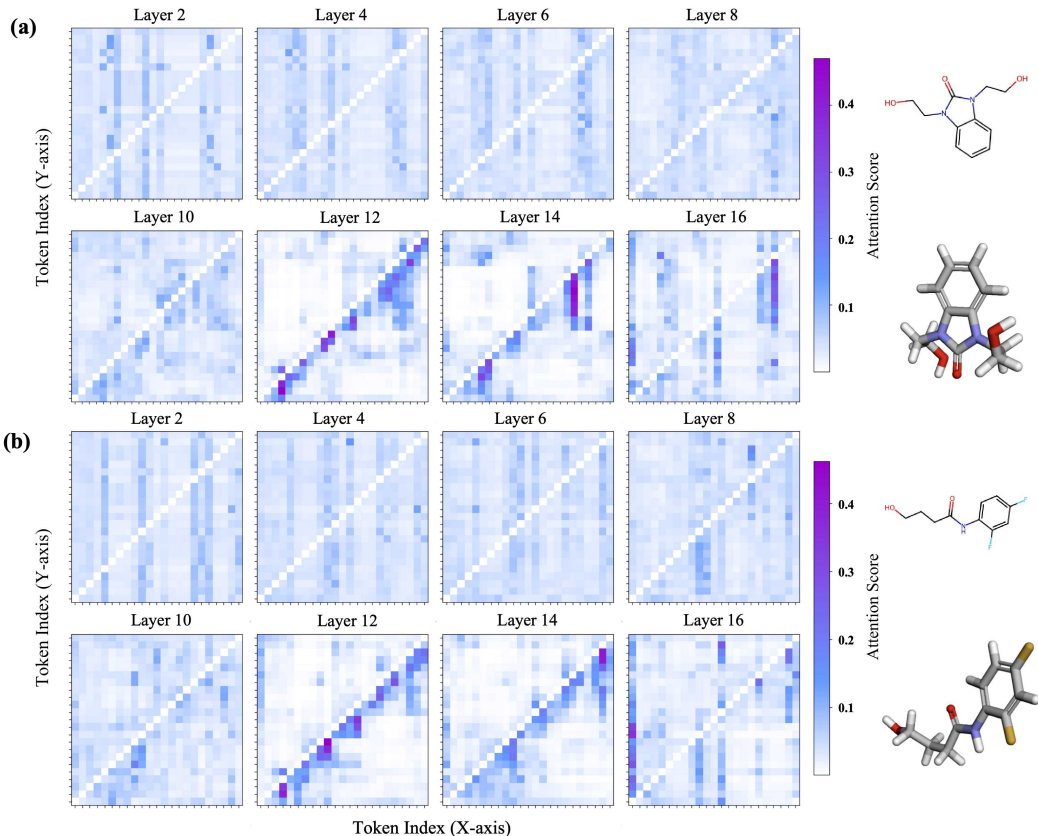 (a)
Layer 2
Layer 4
Layer 6
Layer 8
Layer 10
Layer 12
Layer 14
Layer 16
Token Index (Y-axis)
0.4
0.3
0.2
0.1
Attention Score
O
N
OH
HO
N
(b)
Layer 2
Layer 4
Layer 6
Layer 8
Layer 10
Layer 12
Layer 14
Layer 16
Token Index (Y-axis)
0.4
0.3
0.2
0.1
Attention Score
HO
O
N
H
F
F
Token Index (X-axis)